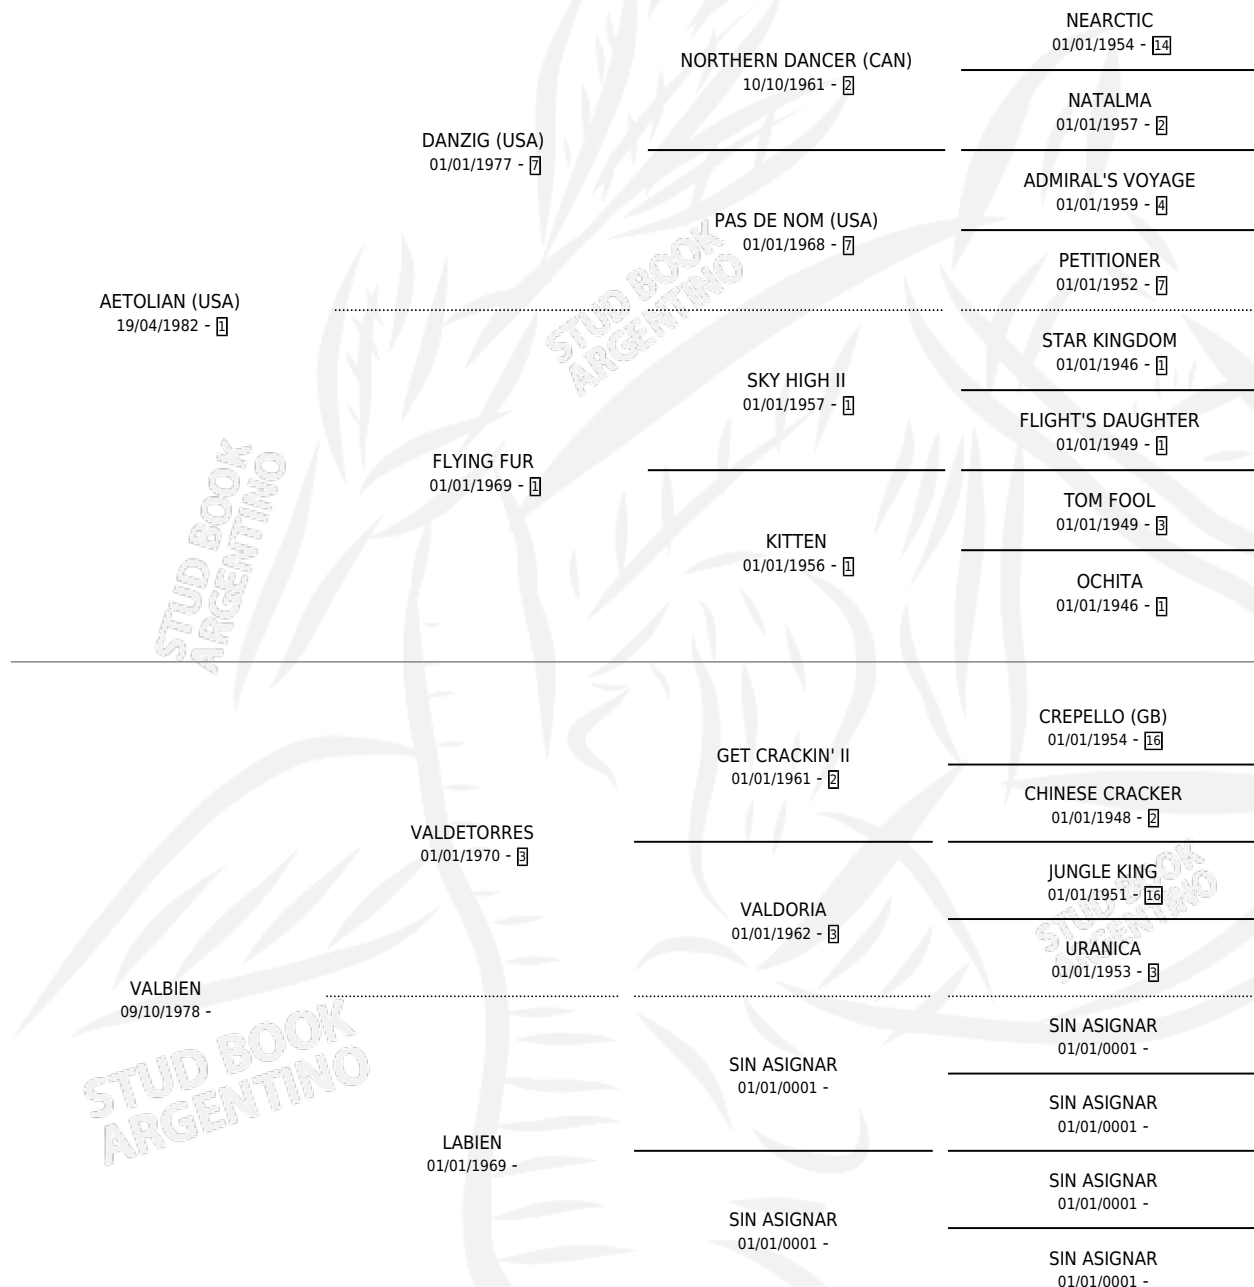 NEARCTIC
01/01/1954 - 14
NORTHERN DANCER (CAN)
10/10/1961 - 2
NATALMA
01/01/1957 - 2
DANZIG (USA)
01/01/1977 - 7
ADMIRAL'S VOYAGE
01/01/1959 - 4
PAS DE NOM (USA)
01/01/1968 - 7
PETITIONER
01/01/1952 - 7
AETOLIAN (USA)
19/04/1982 - 1
STAR KINGDOM
01/01/1946 - 1
SKY HIGH II
01/01/1957 - 1
FLIGHT'S DAUGHTER
01/01/1949 - 1
FLYING FUR
01/01/1969 - 1
TOM FOOL
01/01/1949 - 3
KITTEN
01/01/1956 - 1
OCHITA
01/01/1946 - 1
CREPELLO (GB)
01/01/1954 - 16
GET CRACKIN' II
01/01/1961 - 2
CHINESE CRACKER
01/01/1948 - 2
VALDETORRES
01/01/1970 - 3
JUNGLE KING
01/01/1951 - 16
VALDORIA
01/01/1962 - 3
URANICA
01/01/1953 - 3
VALBIEN
09/10/1978 -
SIN ASIGNAR
01/01/0001 -
SIN ASIGNAR
01/01/0001 -
SIN ASIGNAR
01/01/0001 -
LABIEN
01/01/1969 -
SIN ASIGNAR
01/01/0001 -
SIN ASIGNAR
01/01/0001 -
SIN ASIGNAR
01/01/0001 -
STUD BOOK
ARGENTINO
STUD BOOK
ARGENTINO
STUD BOOK
ARGENTINO
STUD BOOK
ARGENTINO